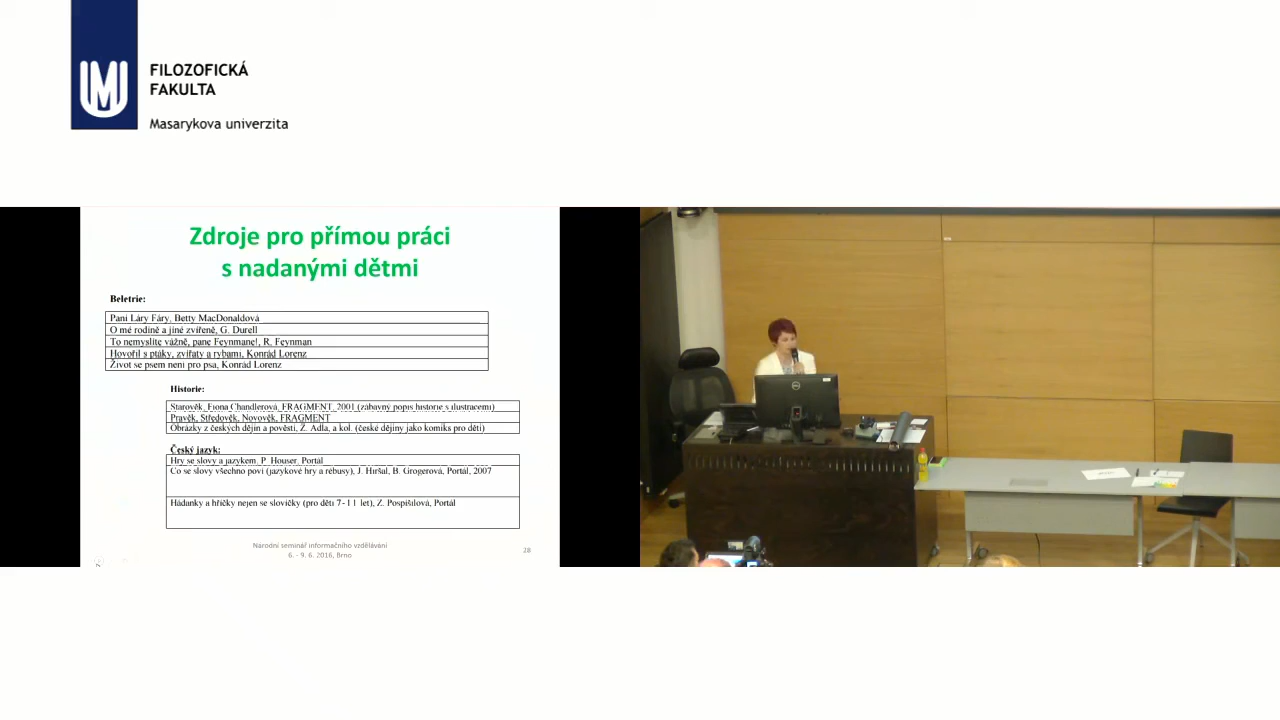 FILOZOFICKÁ
FAKULTA
Masarykova univerzita
Zdroje pro přímou práci
s nadanými dětmi
Beletrie:
Paní Láry Fáry, Betty MacDonaldová
O mé rodině a jiné zvířeně, G. Durell
To nemyslíte vážně, pane Feynmane!, R. Feynman
Hovořil s ptáky, zvířaty a rybami, Konrád Lorenz
Život se psem není pro psa, Konrád Lorenz
Historie:
Starověk, Fiona Chandlerová, FRAGMENT, 2001 (zábavný popis historie s ilustracemi)
Pravěk, Středověk, Novověk, FRAGMENT
Obrázky z českých dějin a pověstí, Z. Adla, a kol. (české dějiny jako komiks pro děti)
Český jazyk:
Hry se slovy a jazykem, P. Houser, Portál
Co se slovy všechno poví (jazykové hry a rébusy), J. Hiršal, B. Grögerová, Portál, 2007
Hádanky a hříčky nejen se slovíčky (pro děti 7-11 let), Z. Pospíšilová, Portál
Národní seminář informačního vzdělávání
6. - 9. 6. 2016, Brno
28